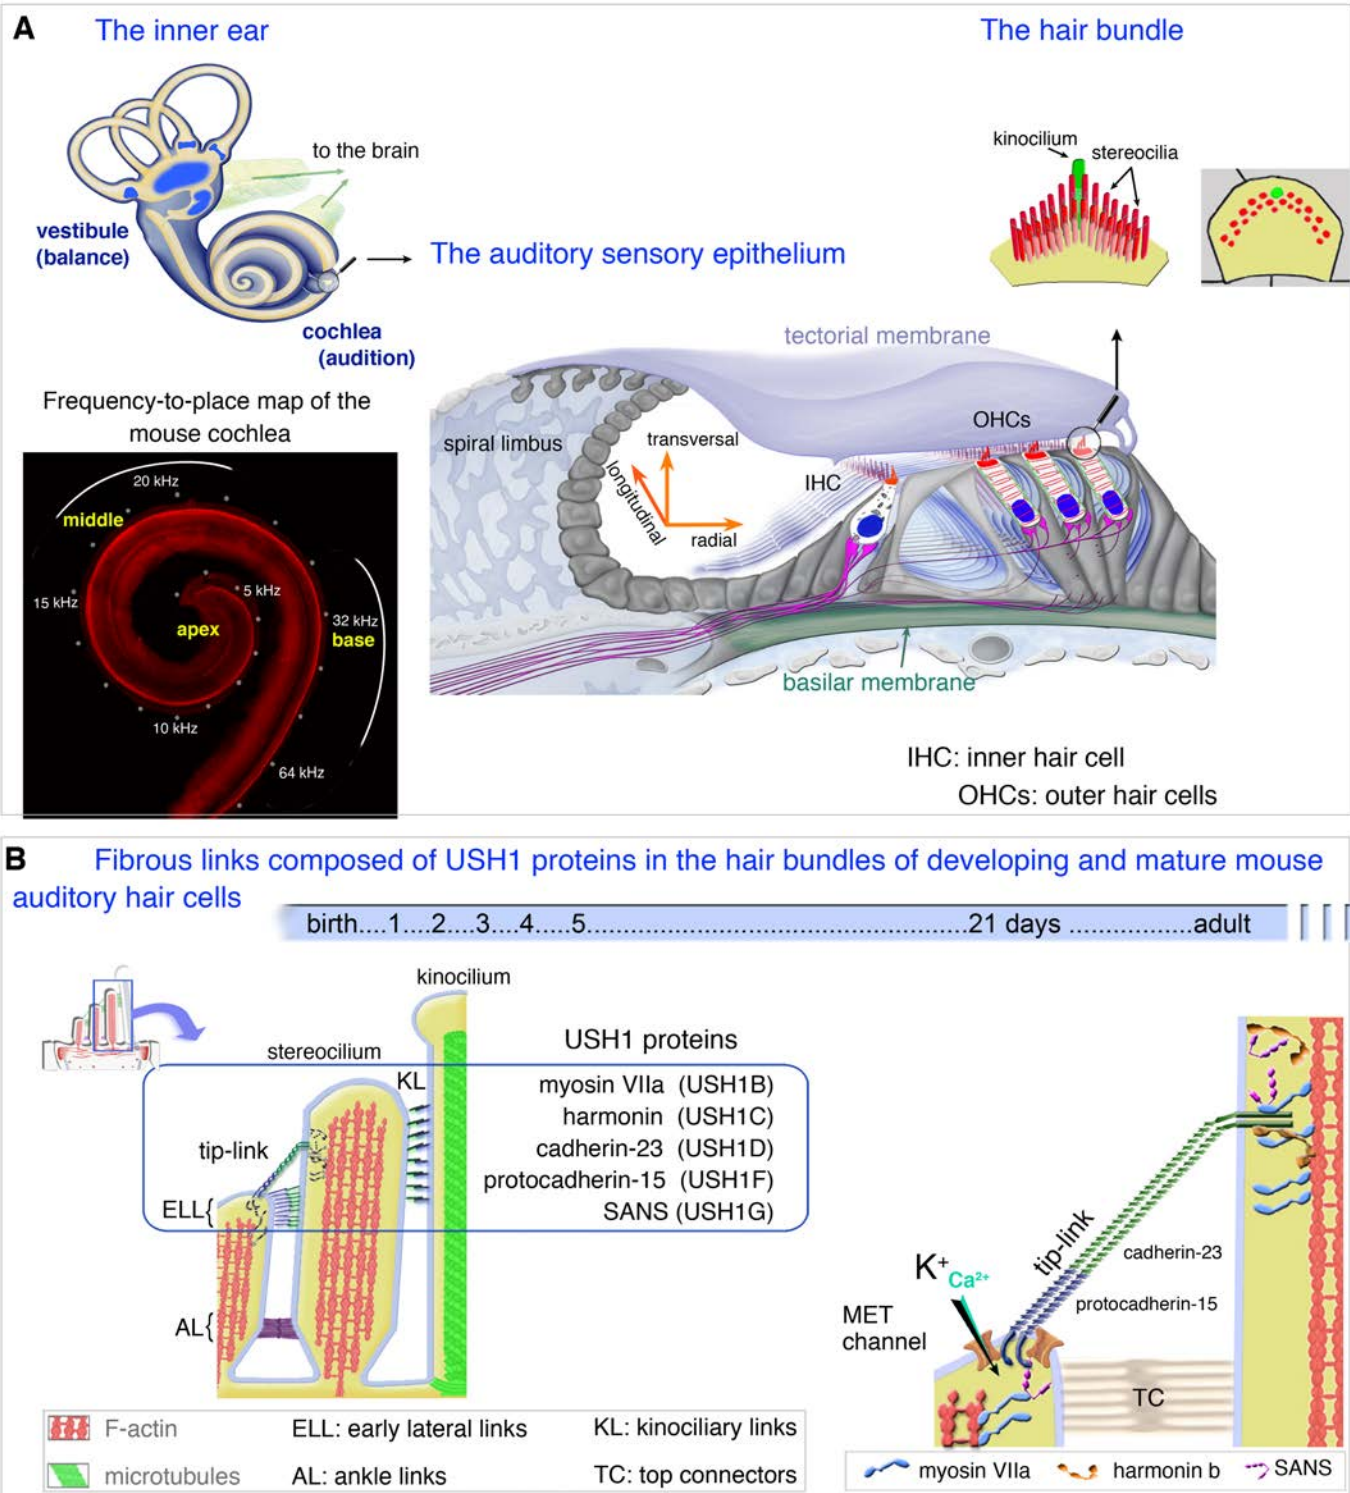 A
The inner ear
The hair bundle
to the brain
kinocilium
stereocilia
vestibule
(balance)
The auditory sensory epithelium
cochlea
(audition)
tectorial membrane
Frequency-to-place map of the
mouse cochlea
spiral limbus
transversal
longitudinal
radial
IHC
OHCs
20 kHz
middle
15 kHz
5 kHz
apex
32 kHz
base
10 kHz
64 kHz
basilar membrane
IHC: inner hair cell
OHCs: outer hair cells
B
Fibrous links composed of USH1 proteins in the hair bundles of developing and mature mouse
auditory hair cells
birth....1....2....3....4.....5............................................21 days .................adult
kinocilium
stereocilium
KL
tip-link
ELL{
AL{
USH1 proteins
myosin VIIa (USH1B)
harmonin (USH1C)
cadherin-23 (USH1D)
protocadherin-15 (USH1F)
SANS (USH1G)
tip-link
cadherin-23
protocadherin-15
K+
Ca2+
MET
channel
TC
F-actin
ELL: early lateral links
KL: kinociliary links
microtubules
AL: ankle links
TC: top connectors
myosin VIIa
harmonin b
SANS